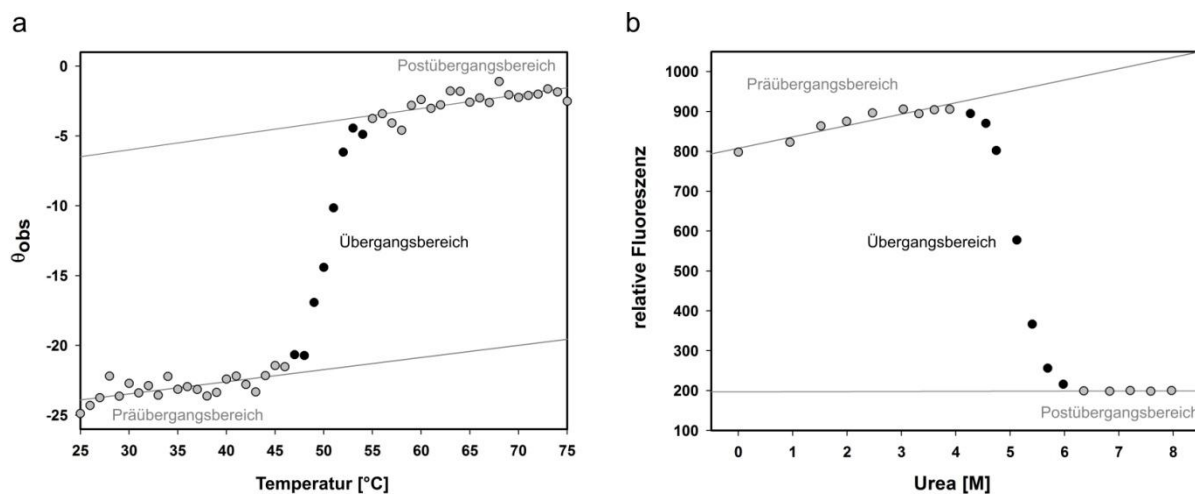 a
0
-5
-10
-15
-20
-25
θobs
Postübergangsbereich
Übergangsbereich
Präübergangsbereich
25 30 35 40 45 50 55 60 65 70 75
Temperatur [°C]
b
1000
900
800
700
600
500
400
300
200
100
relative Fluoreszenz
Präübergangsbereich
Übergangsbereich
Postübergangsbereich
0 1 2 3 4 5 6 7 8
Urea [M]